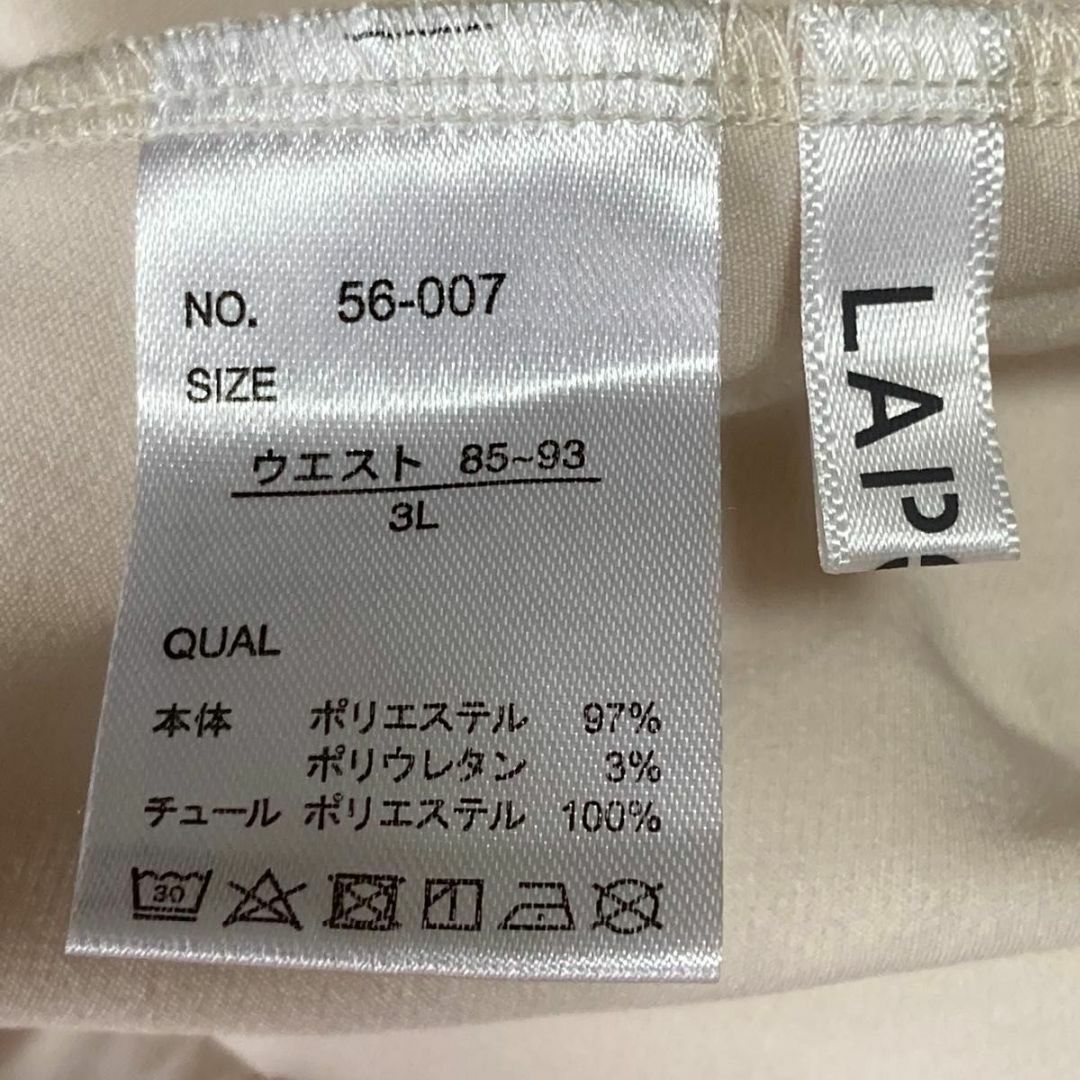 NO. 56-007
SIZE
ウエスト 85~93
3L
QUAL
本体 ポリエステル 97%
ポリウレタン 3%
チュール ポリエステル 100%
30
LAP